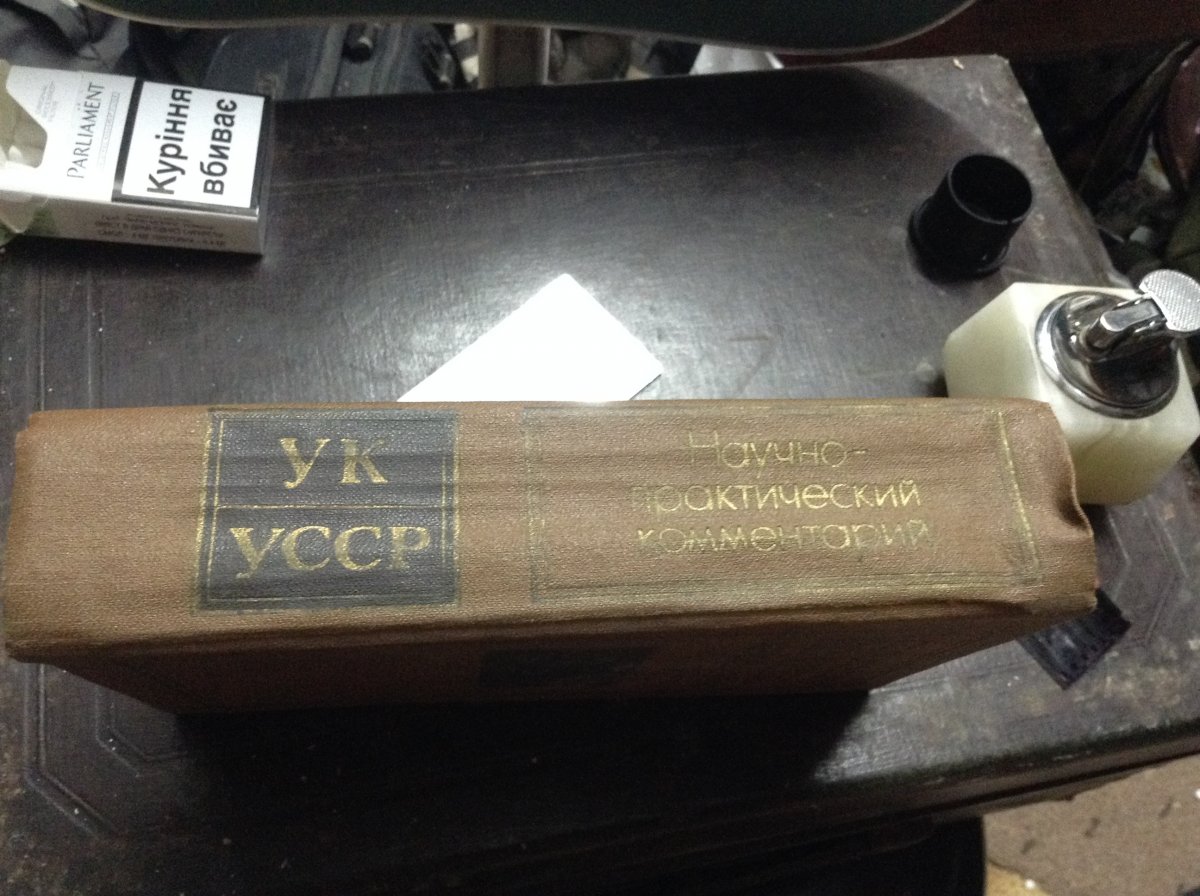 PARLIAMENT
Куріння
вбиває
УК
УССР
Научно-
практический
комментарий